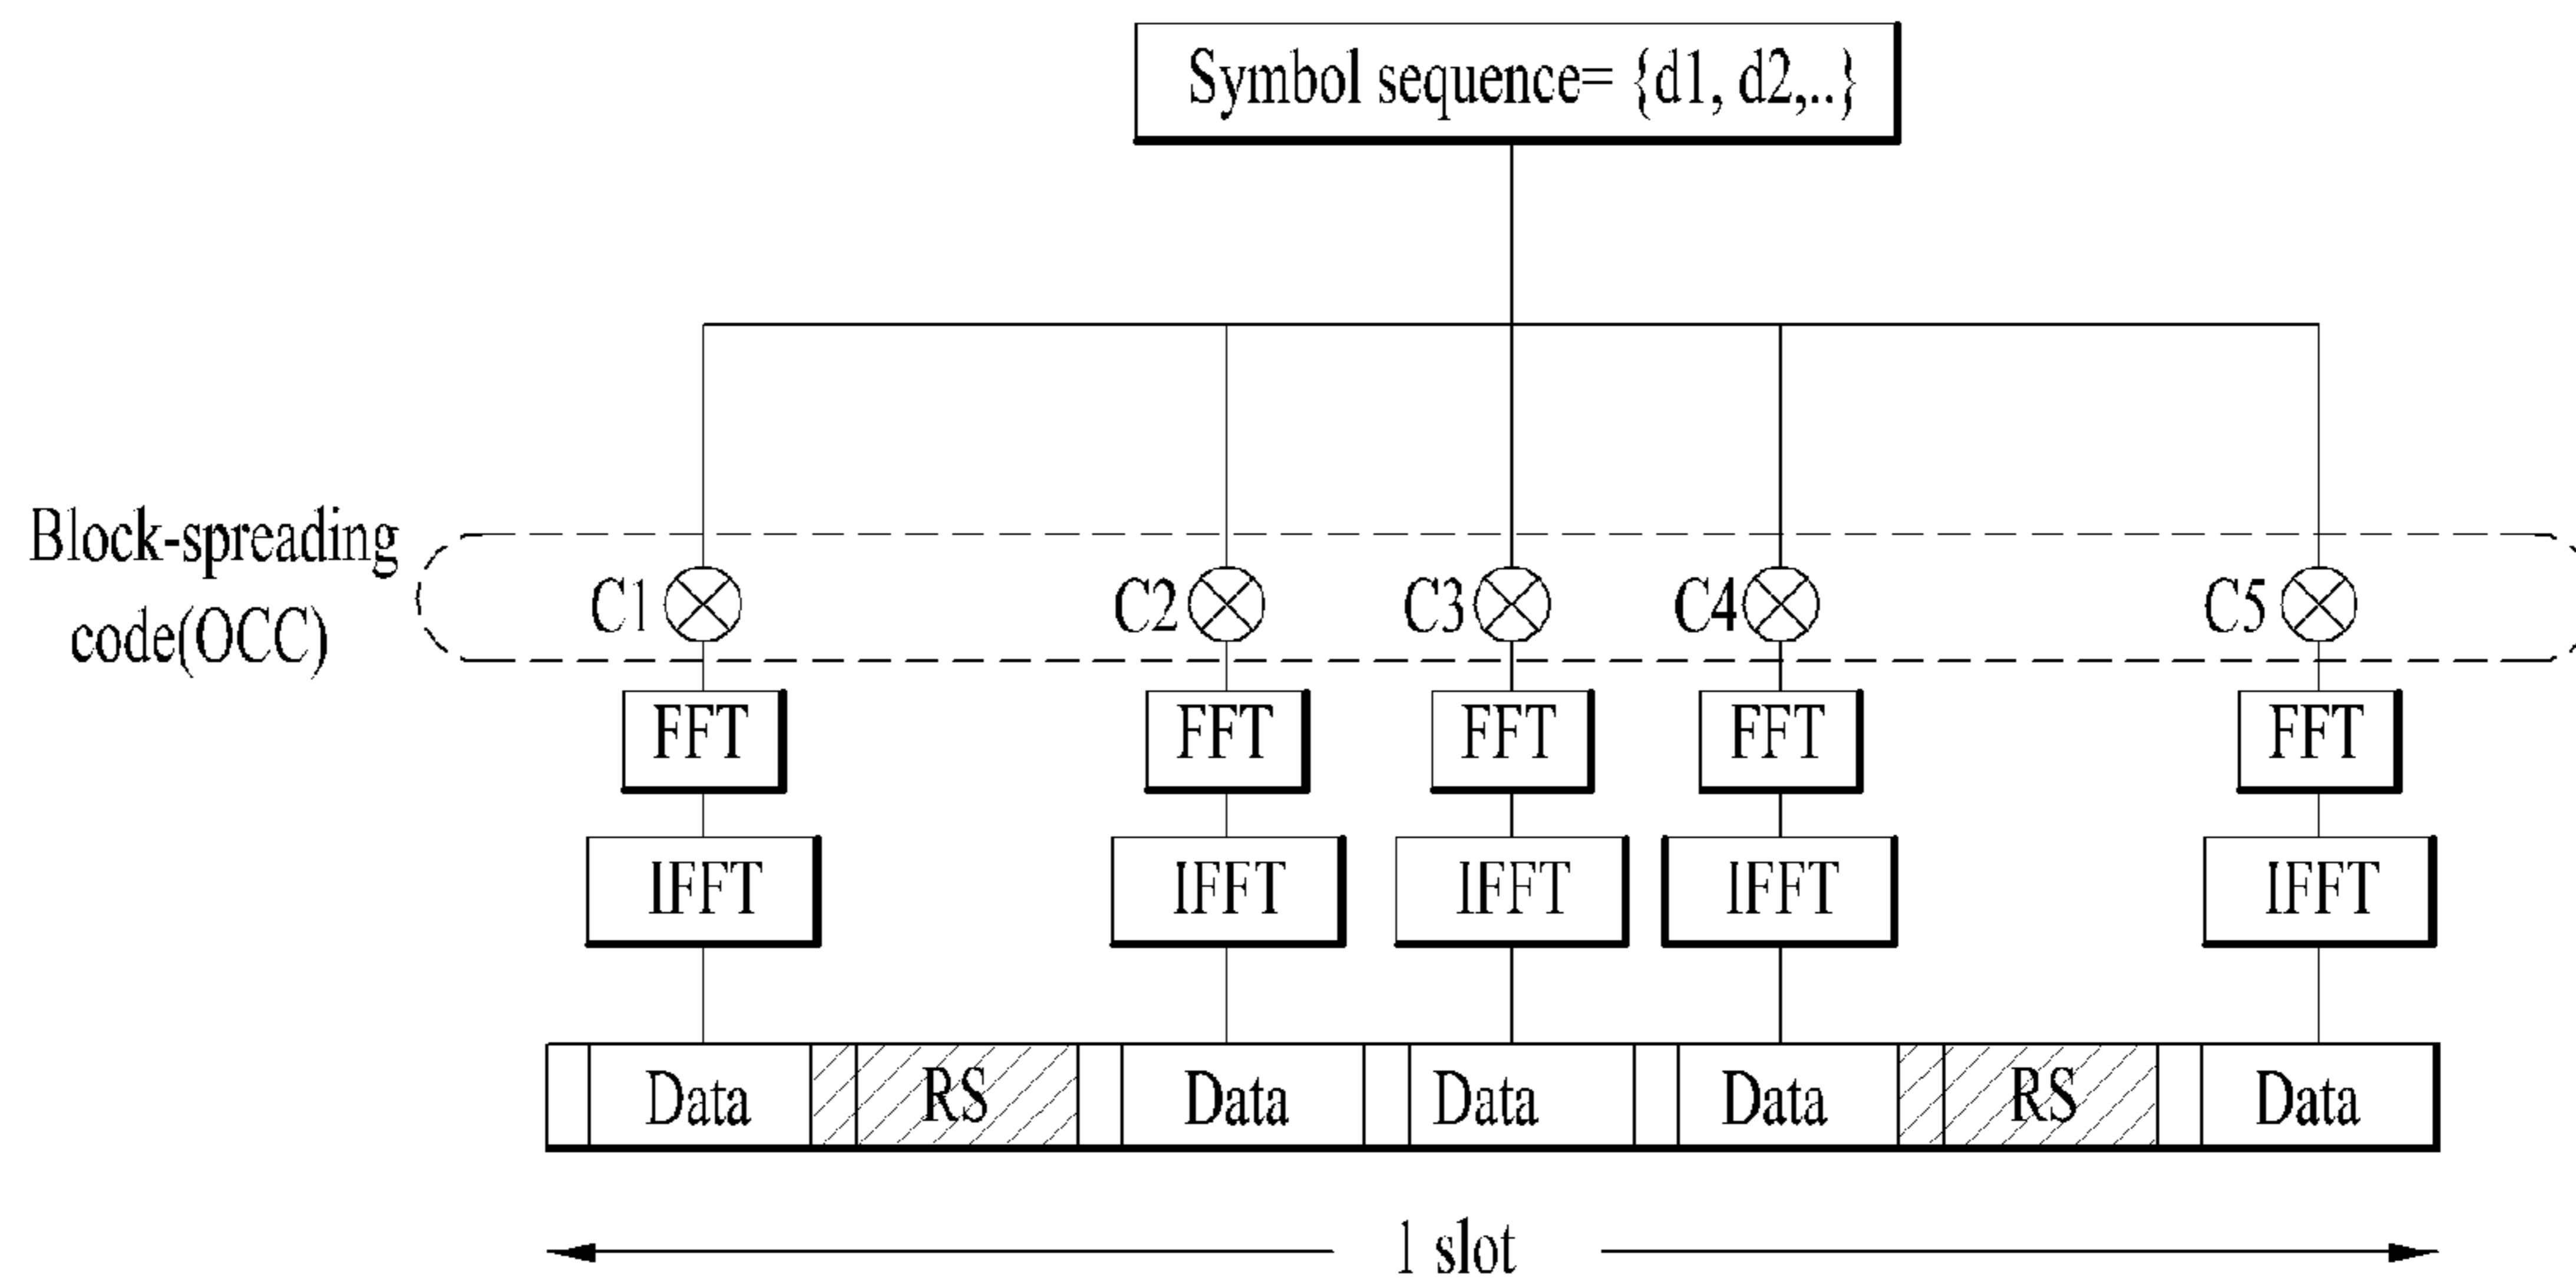 Symbol sequence= {d1, d2,..}
Block-spreading
code(OCC)
C1 C2 C3 C4 C5
FFT FFT FFT FFT FFT
IFFT IFFT IFFT IFFT IFFT
Data RS Data Data Data RS Data
1 slot